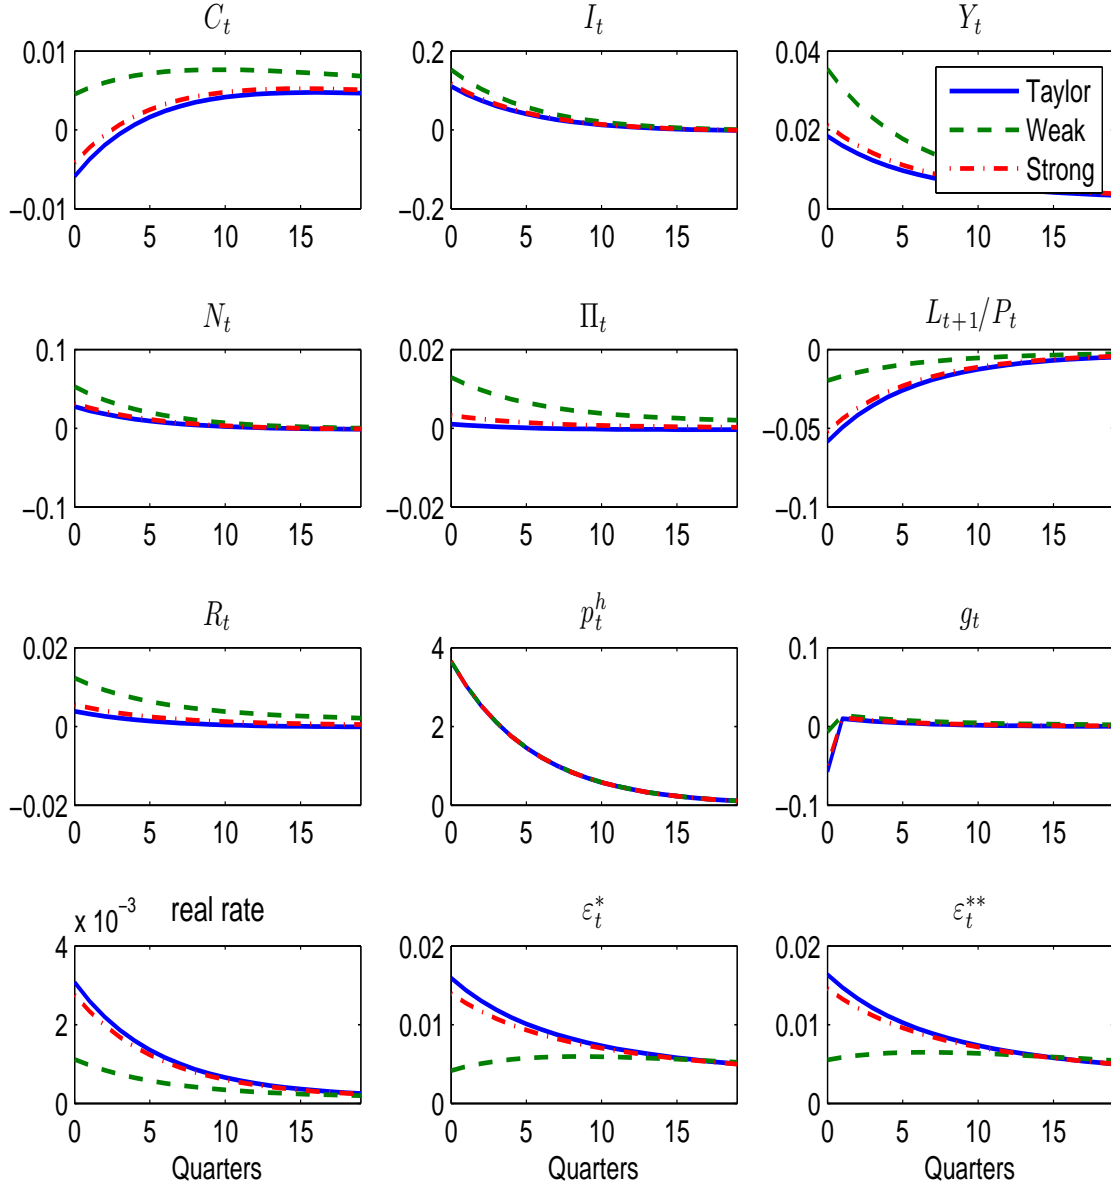 C_t I_t Y_t
0.01 0.2 0.04
0 0 0.02
−0.01 −0.2 0
Taylor
Weak
Strong
0 5 10 15 0 5 10 15 0 5 10 15
N_t Π_t L_{t+1}/P_t
0.1 0.02 0
0 0 −0.05
−0.1 −0.02 −0.1
0 5 10 15 0 5 10 15 0 5 10 15
R_t p_t^h g_t
0.02 4 0.1
0 2 0
−0.02 0 −0.1
0 5 10 15 0 5 10 15 0 5 10 15
x 10^{−3} real rate ε_t^* ε_t^{**}
4 0.02 0.02
2 0.01 0.01
0 0 0
0 5 10 15 0 5 10 15 0 5 10 15
Quarters Quarters Quarters